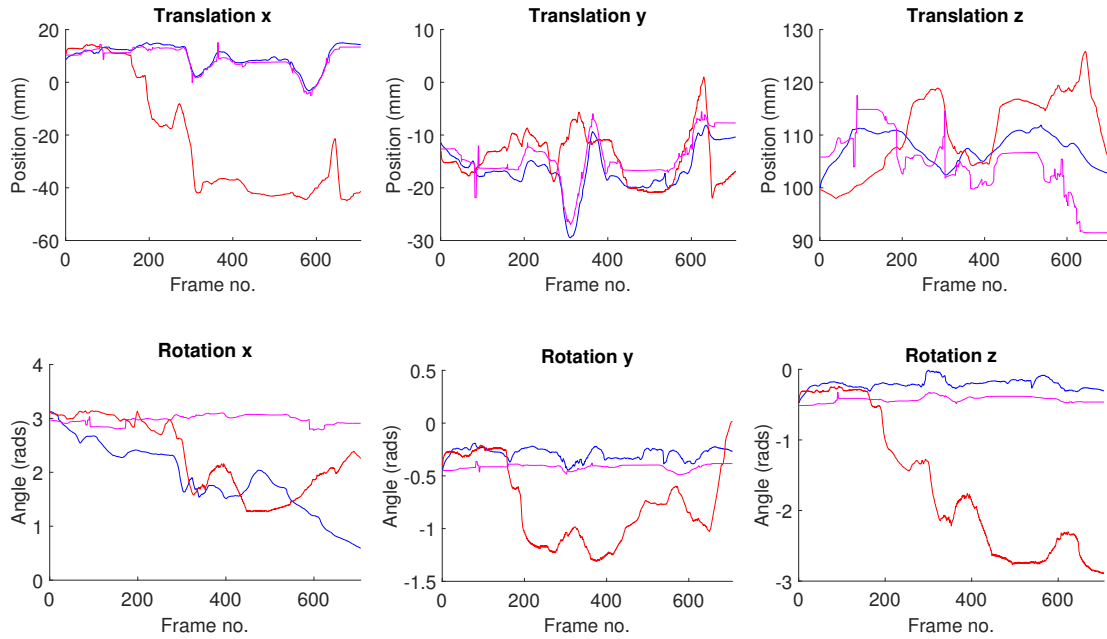 Translation x
20
0
-20
-40
-60
Position (mm)
0
200
400
600
Frame no.
Translation y
10
0
-10
-20
-30
Position (mm)
0
200
400
600
Frame no.
Translation z
130
120
110
100
90
Position (mm)
0
200
400
600
Frame no.
Rotation x
4
3
2
1
0
Angle (rads)
0
200
400
600
Frame no.
Rotation y
0.5
0
-0.5
-1
-1.5
Angle (rads)
0
200
400
600
Frame no.
Rotation z
0
-1
-2
-3
Angle (rads)
0
200
400
600
Frame no.